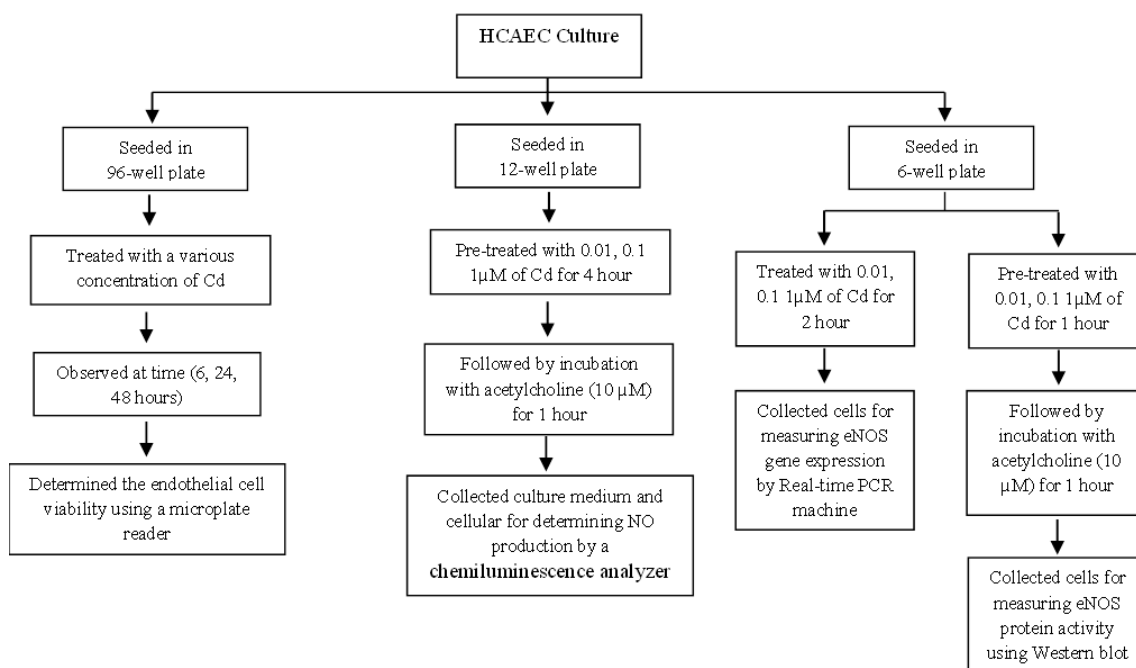 HCAEC Culture
Seeded in
96-well plate
Treated with a various
concentration of Cd
Observed at time (6, 24,
48 hours)
Determined the endothelial cell
viability using a microplate
reader
Seeded in
12-well plate
Pre-treated with 0.01, 0.1
1μM of Cd for 4 hour
Followed by incubation
with acetylcholine (10 μM)
for 1 hour
Collected culture medium and
cellular for determining NO
production by a
chemiluminescence analyzer
Seeded in
6-well plate
Treated with 0.01,
0.1 1μM of Cd for
2 hour
Collected cells for
measuring eNOS
gene expression
by Real-time PCR
machine
Pre-treated with
0.01, 0.1 1μM of
Cd for 1 hour
Followed by
incubation with
acetylcholine (10
μM) for 1 hour
Collected cells for
measuring eNOS
protein activity
using Western blot